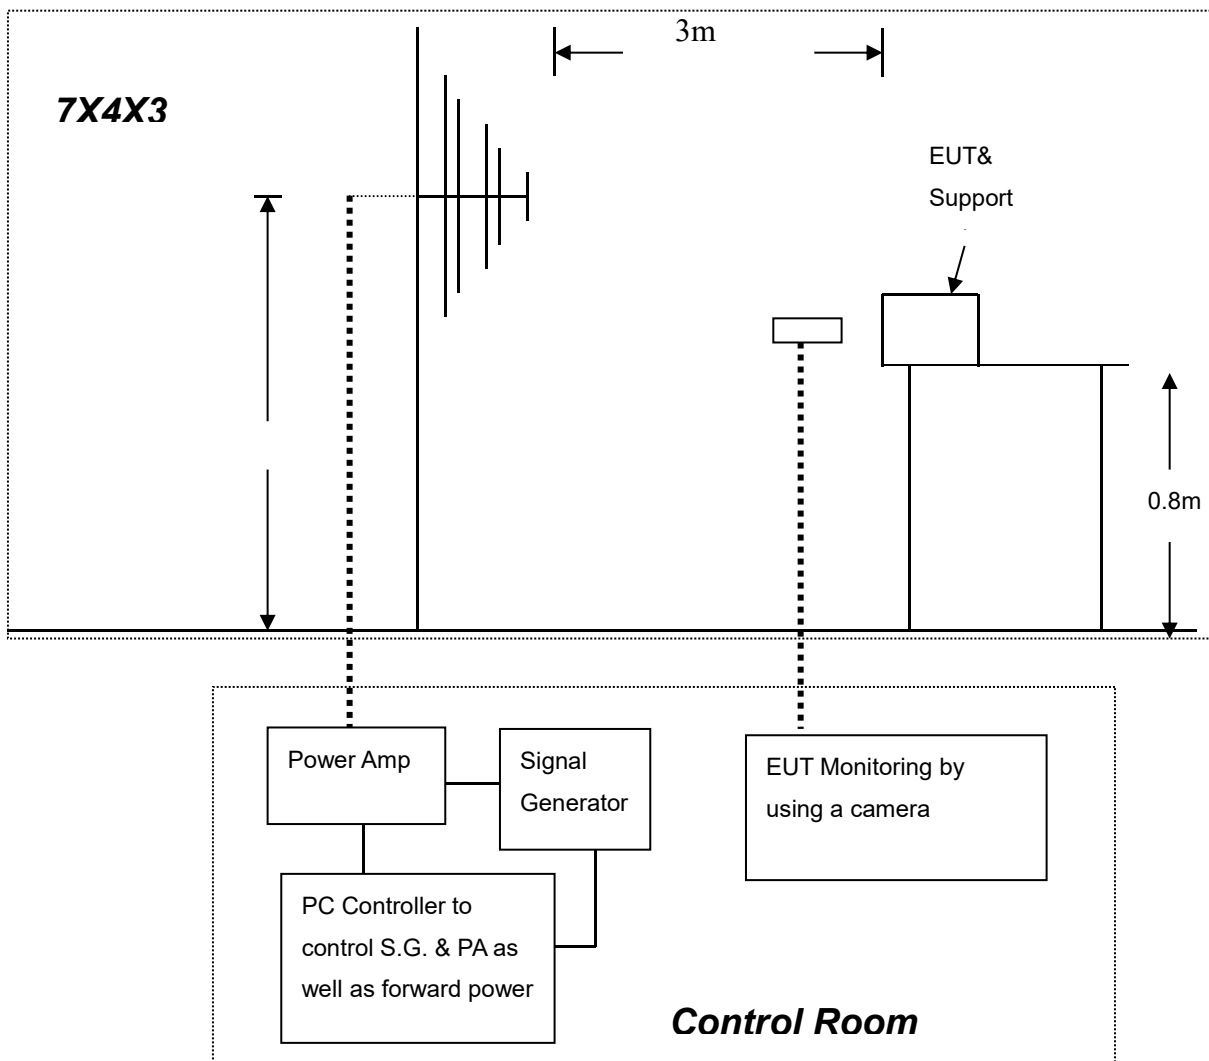 3m
7X4X3
EUT&
Support
0.8m
Power Amp
Signal
Generator
EUT Monitoring by
using a camera
PC Controller to
control S.G. & PA as
well as forward power
Control Room